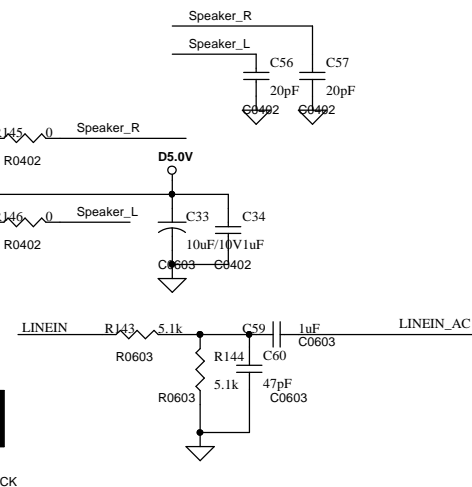 Speaker_R
Speaker_L
C56
C57
20pF
20pF
C0402
C0402
R145
0
Speaker_R
R0402
D5.0V
R146
0
Speaker_L
R0402
C33
C34
10uF/10V
1uF
C0603
C0402
LINEIN
R143
5.1k
R0603
C59
1uF
C0603
LINEIN_AC
R144
5.1k
R0603
C60
47pF
C0603
CK